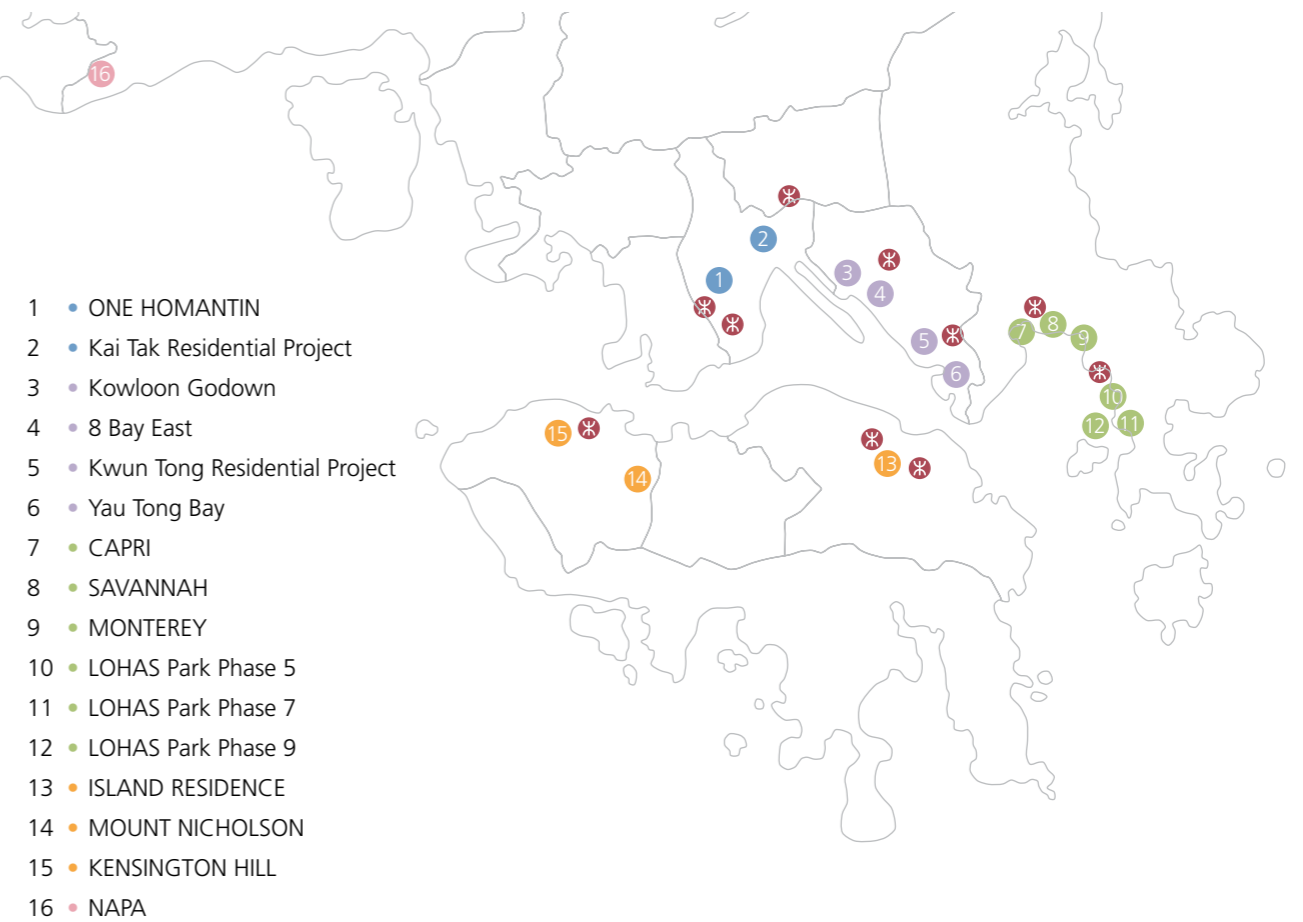 16
2
3
1
4
7
8
5
9
6
10
11
12
15
13
14
1 • ONE HOMANTIN
2 • Kai Tak Residential Project
3 • Kowloon Godown
4 • 8 Bay East
5 • Kwun Tong Residential Project
6 • Yau Tong Bay
7 • CAPRI
8 • SAVANNAH
9 • MONTEREY
10 • LOHAS Park Phase 5
11 • LOHAS Park Phase 7
12 • LOHAS Park Phase 9
13 • ISLAND RESIDENCE
14 • MOUNT NICHOLSON
15 • KENSINGTON HILL
16 • NAPA